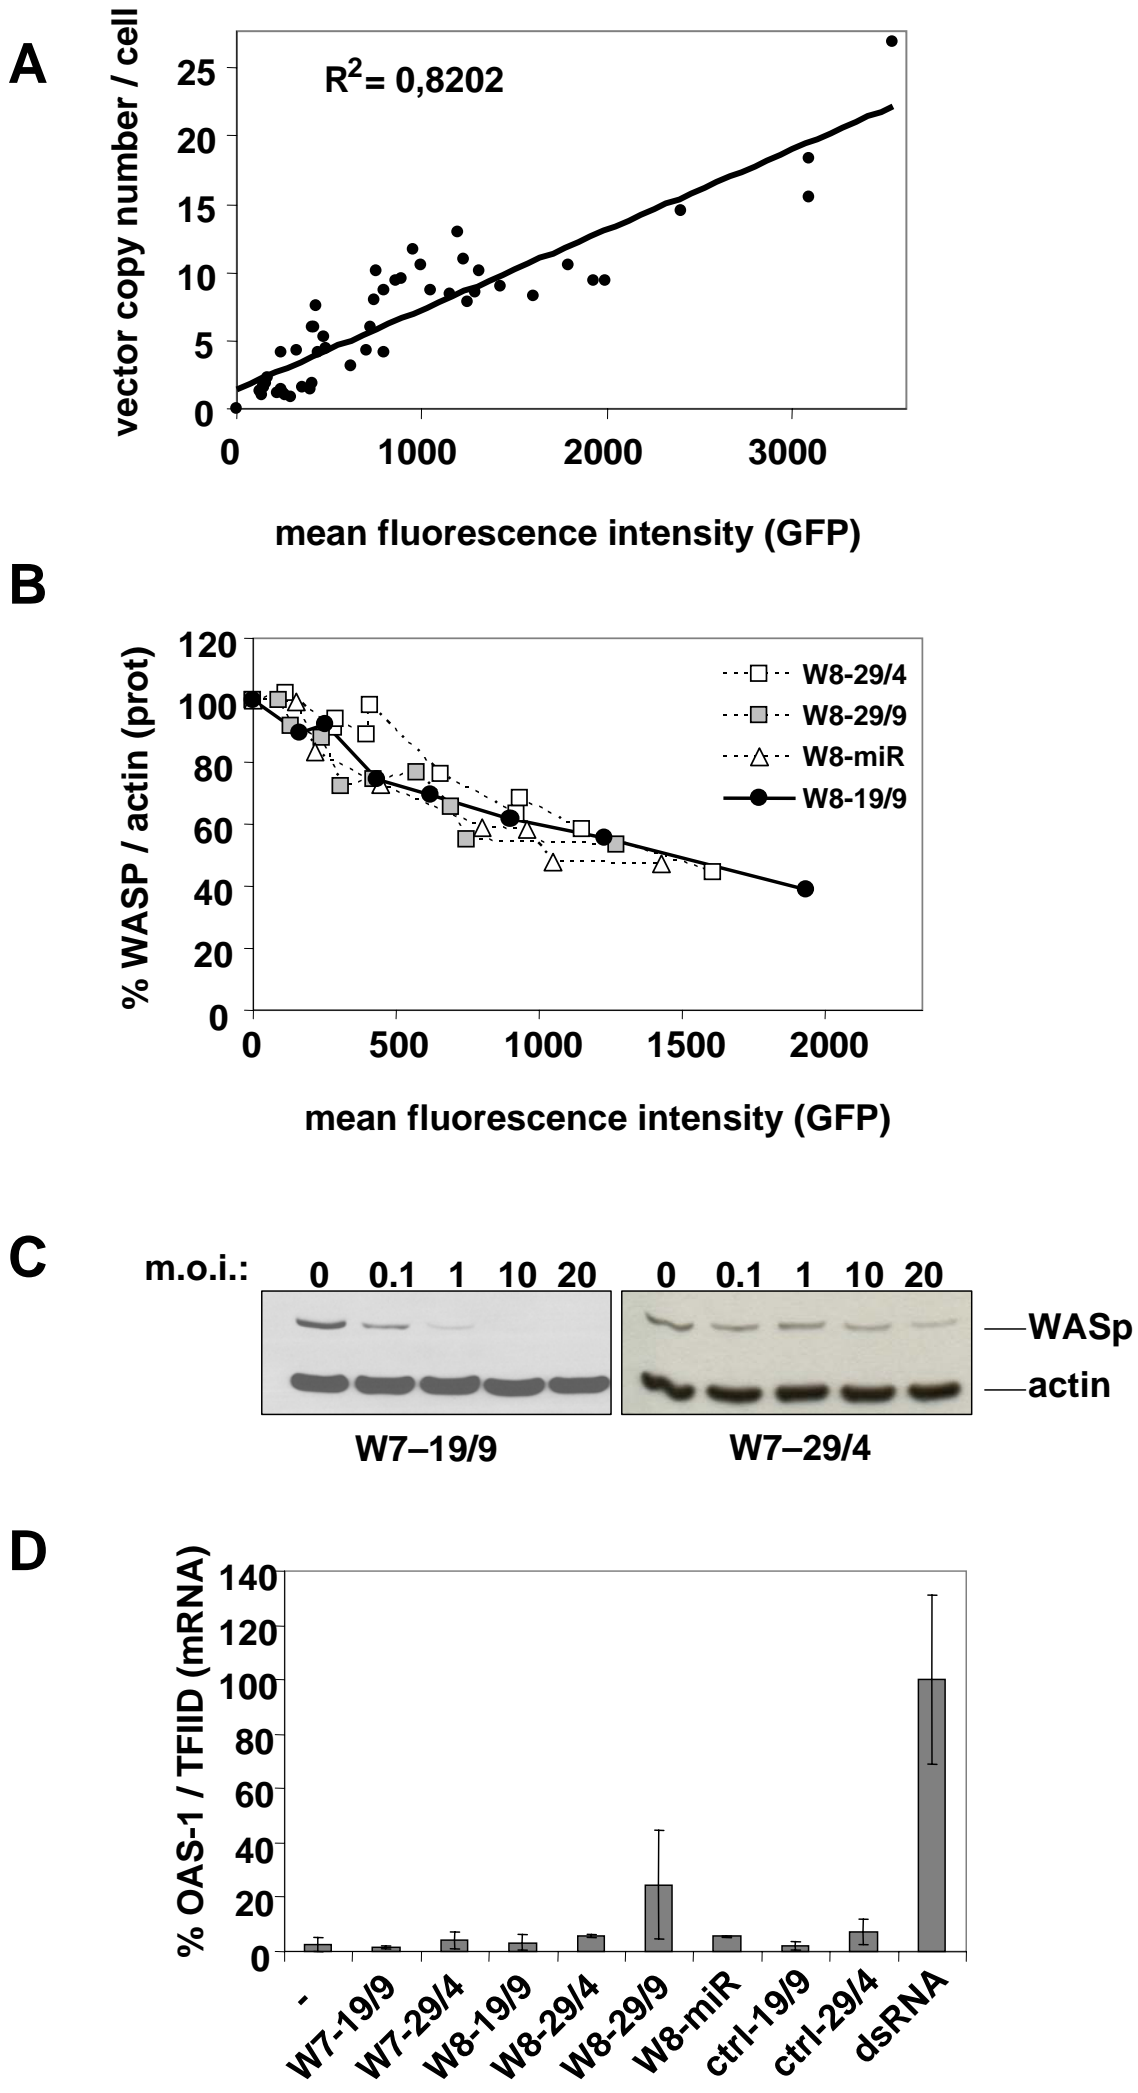 A
vector copy number / cell
R2= 0,8202
25
20
15
10
5
0
0 1000 2000 3000
mean fluorescence intensity (GFP)
B
% WASP / actin (prot)
120
100
80
60
40
20
0
W8-29/4
W8-29/9
W8-miR
W8-19/9
0 500 1000 1500 2000
mean fluorescence intensity (GFP)
C
m.o.i.: 0 0.1 1 10 20 0 0.1 1 10 20
WASp
actin
W7–19/9 W7–29/4
D
% OAS-1 / TFIID (mRNA)
140
120
100
80
60
40
20
0
- W7-19/9 W7-29/4 W8-19/9 W8-29/4 W8-29/9 W8-miR ctrl-19/9 ctrl-29/4 dsRNA